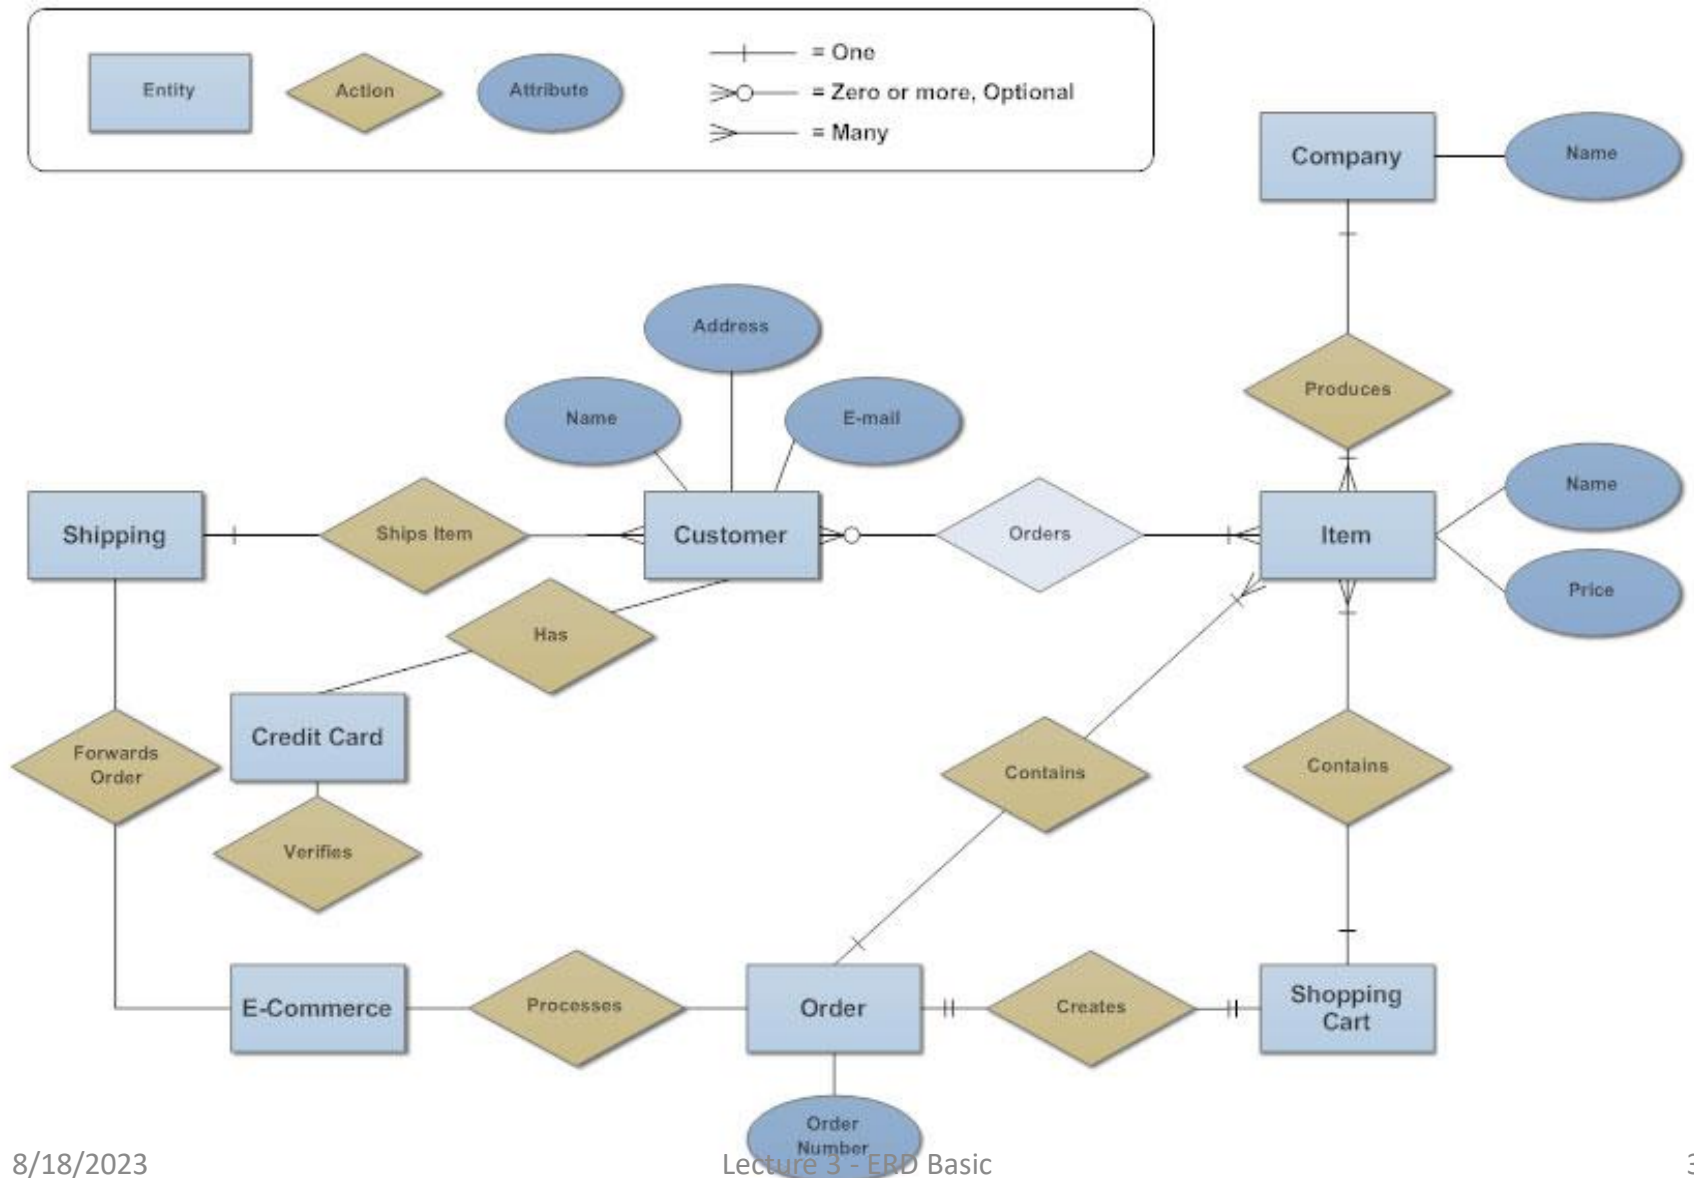 Entity
Action
Attribute
= One
= Zero or more, Optional
= Many
Company
Name
Produces
Address
Name
E-mail
Shipping
Ships Item
Customer
Orders
Item
Name
Price
Has
Credit Card
Forwards
Order
Contains
Contains
Verifies
E-Commerce
Processes
Order
Creates
Shopping
Cart
Order
Number
8/18/2023
Lecture 3 - ERD Basic
3